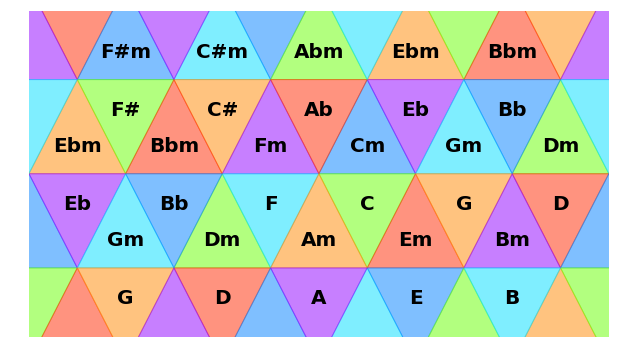 F#m C#m Abm Ebm Bbm
F# C# Ab Eb Bb
Ebm Bbm Fm Cm Gm Dm
Eb Bb F C G D
Gm Dm Am Em Bm
G D A E B